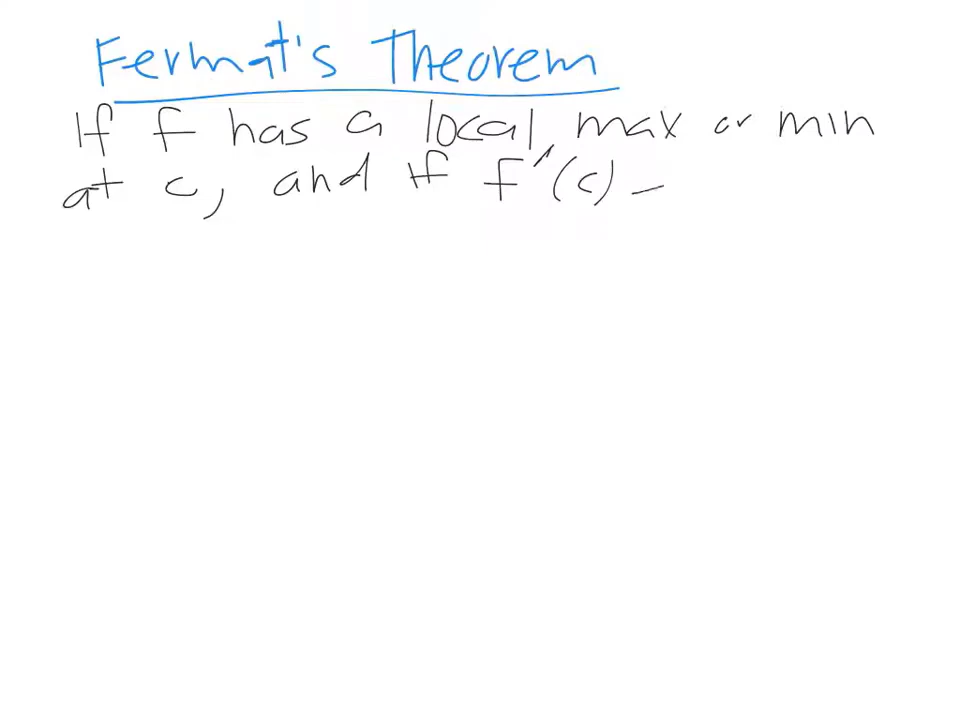 Fermat's Theorem
If f has a local max or min
at c, and if f'(c) –